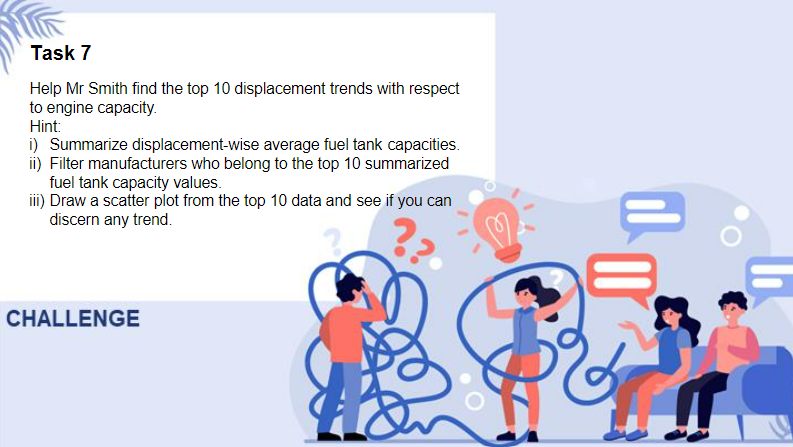 Task 7
Help Mr Smith find the top 10 displacement trends with respect
to engine capacity.
Hint:
i) Summarize displacement-wise average fuel tank capacities.
ii) Filter manufacturers who belong to the top 10 summarized
fuel tank capacity values.
iii) Draw a scatter plot from the top 10 data and see if you can
discern any trend.
? ? ? ?
CHALLENGE